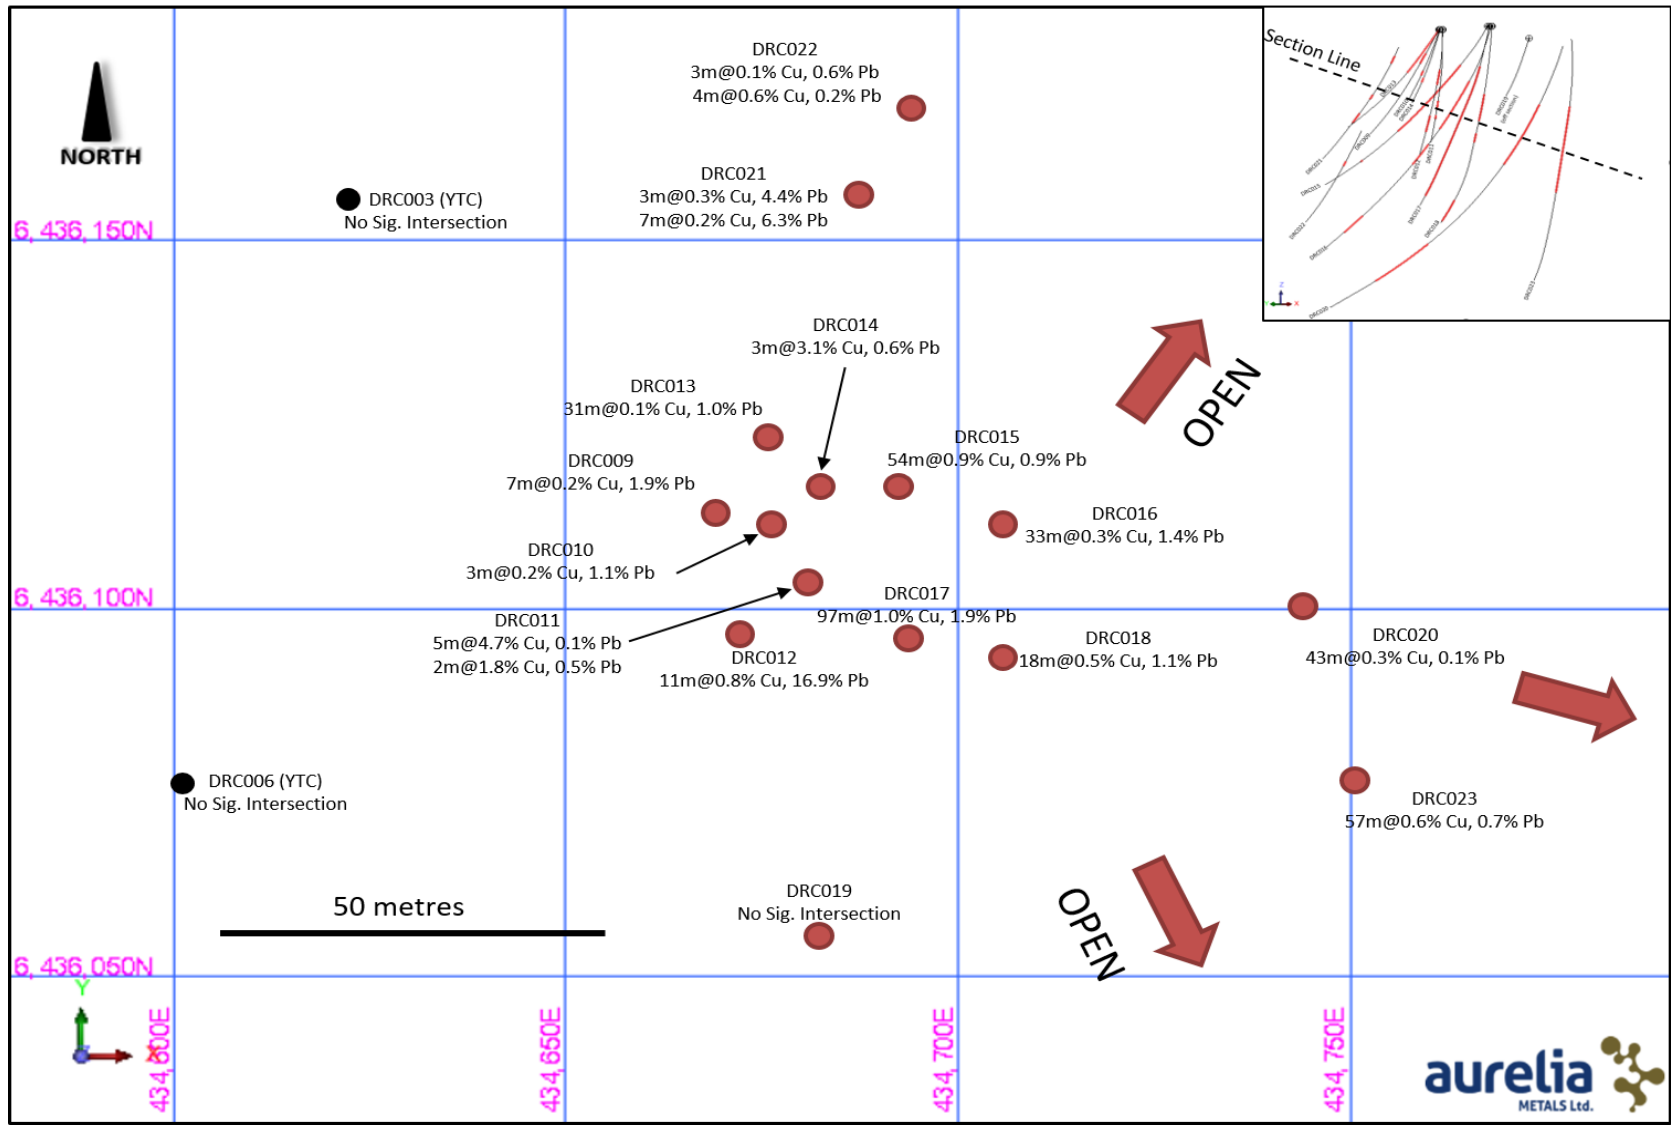 NORTH
DRC022
3m@0.1% Cu, 0.6% Pb
4m@0.6% Cu, 0.2% Pb
DRC021
3m@0.3% Cu, 4.4% Pb
7m@0.2% Cu, 6.3% Pb
DRC003 (YTC)
No Sig. Intersection
6,436,150N
Section Line
DRC014
3m@3.1% Cu, 0.6% Pb
DRC013
31m@0.1% Cu, 1.0% Pb
OPEN
DRC015
54m@0.9% Cu, 0.9% Pb
DRC009
7m@0.2% Cu, 1.9% Pb
DRC016
33m@0.3% Cu, 1.4% Pb
DRC010
3m@0.2% Cu, 1.1% Pb
6,436,100N
DRC017
97m@1.0% Cu, 1.9% Pb
DRC011
5m@4.7% Cu, 0.1% Pb
2m@1.8% Cu, 0.5% Pb
DRC012
11m@0.8% Cu, 16.9% Pb
DRC018
18m@0.5% Cu, 1.1% Pb
DRC020
43m@0.3% Cu, 0.1% Pb
DRC006 (YTC)
No Sig. Intersection
DRC023
57m@0.6% Cu, 0.7% Pb
50 metres
DRC019
No Sig. Intersection
OPEN
6,436,050N
Y
X
434,600E
434,650E
434,700E
434,750E
aurelia
METALS Ltd.